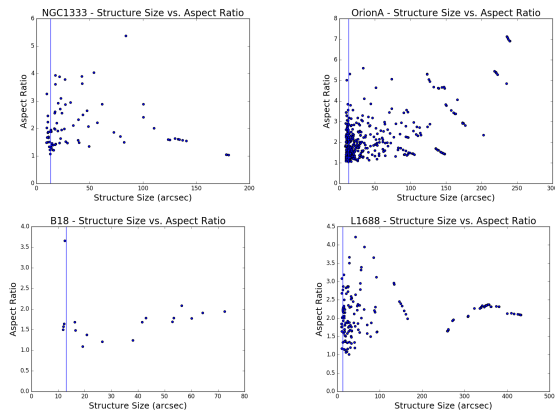 NGC1333 - Structure Size vs. Aspect Ratio
Aspect Ratio
6
5
4
3
2
1
0
0 50 100 150 200
Structure Size (arcsec)
OrionA - Structure Size vs. Aspect Ratio
Aspect Ratio
8
7
6
5
4
3
2
1
0
0 50 100 150 200 250 300
Structure Size (arcsec)
B18 - Structure Size vs. Aspect Ratio
Aspect Ratio
4.0
3.5
3.0
2.5
2.0
1.5
1.0
0.5
0.0
0 10 20 30 40 50 60 70 80
Structure Size (arcsec)
L1688 - Structure Size vs. Aspect Ratio
Aspect Ratio
4.5
4.0
3.5
3.0
2.5
2.0
1.5
1.0
0.5
0.0
0 100 200 300 400 500
Structure Size (arcsec)